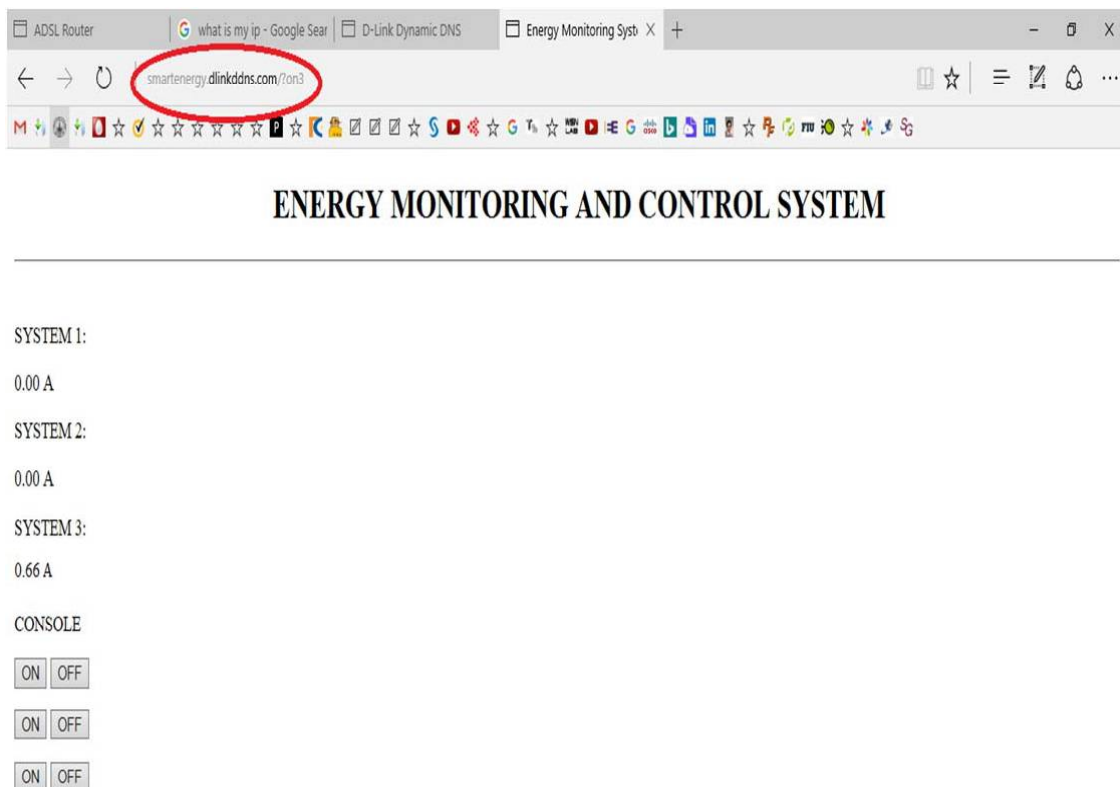 ADSL Router
what is my ip - Google Sear
D-Link Dynamic DNS
Energy Monitoring Syst
smartenergy.dlinkddns.com/?on3
ENERGY MONITORING AND CONTROL SYSTEM
SYSTEM 1:
0.00 A
SYSTEM 2:
0.00 A
SYSTEM 3:
0.66 A
CONSOLE
ON OFF
ON OFF
ON OFF